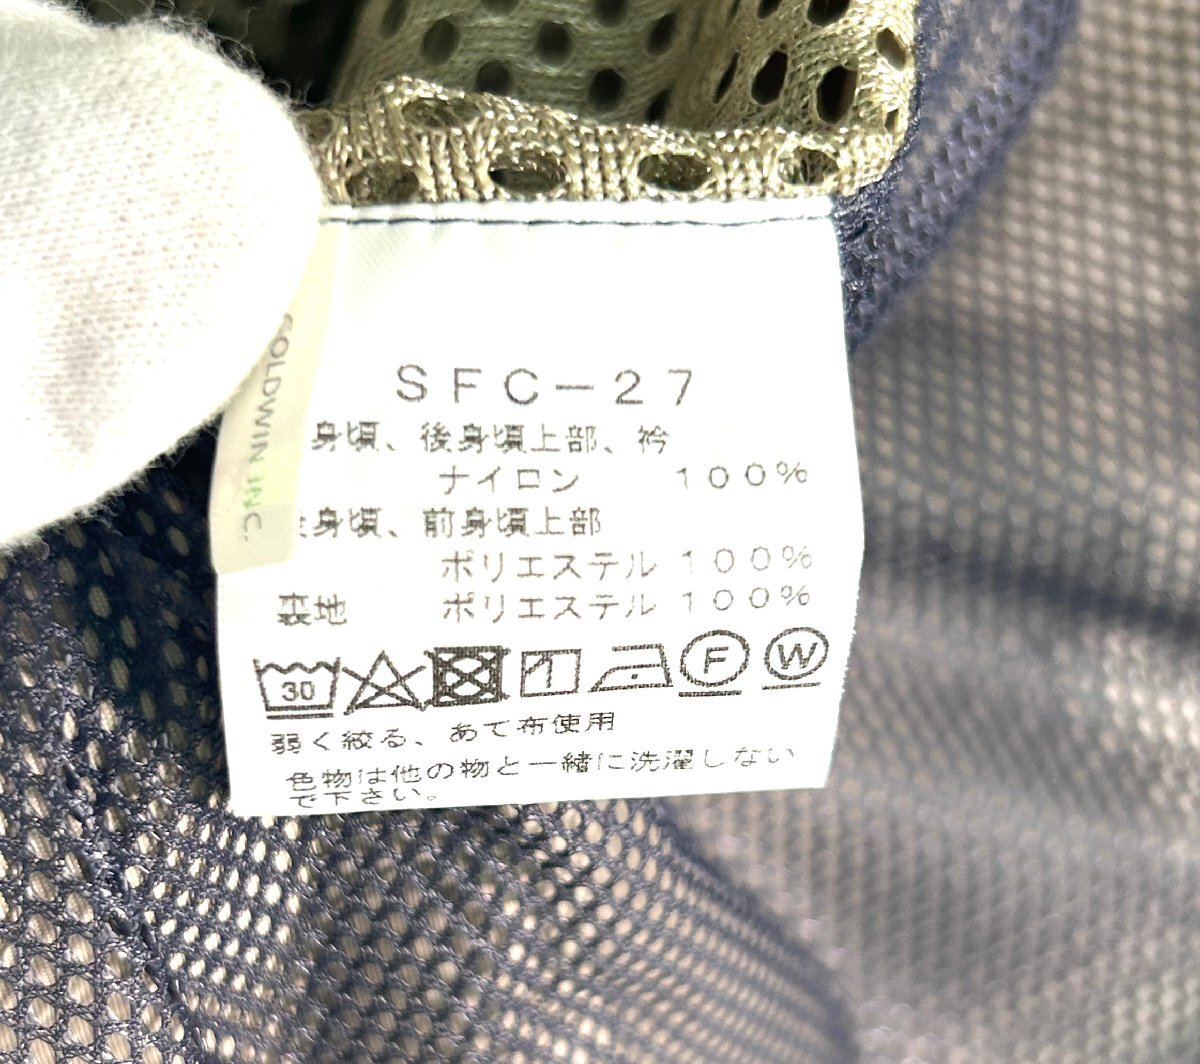 SFC-27
身頃、後身頃上部、衿
ナイロン 100%
身頃、前身頃上部
ポリエステル 100%
裏地 ポリエステル 100%
30 F W
弱く絞る、あて布使用
色物は他の物と一緒に洗濯しない
で下さい。
GOLDWIN INC.